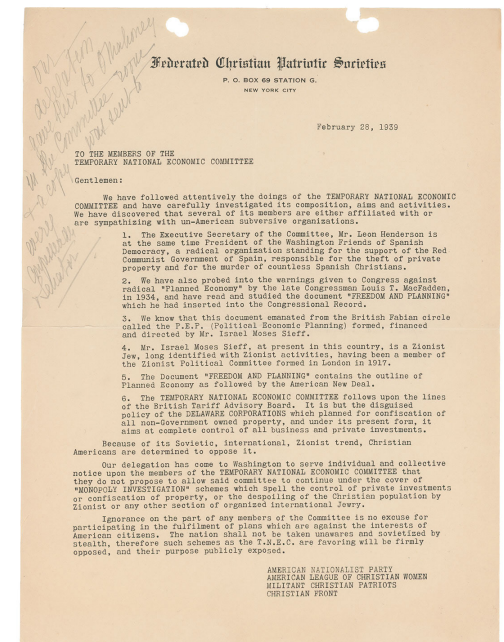 our
delegation
gave this to O'Mahoney
in the Committee room
copy was sent to
Federated Christian Patriotic Societies
P. O. BOX 69 STATION G.
NEW YORK CITY
February 28, 1939
TO THE MEMBERS OF THE
TEMPORARY NATIONAL ECONOMIC COMMITTEE
Gentlemen:
We have followed attentively the doings of the TEMPORARY NATIONAL ECONOMIC
COMMITTEE and have carefully investigated its composition, aims and activities.
We have discovered that several of its members are either affiliated with or
are sympathizing with un-American subversive organizations.
1. The Executive Secretary of the Committee, Mr. Leon Henderson is
at the same time President of the Washington Friends of Spanish
Democracy, a radical organization standing for the support of the Red
Communist Government of Spain, responsible for the theft of private
property and for the murder of countless Spanish Christians.
2. We have also probed into the warnings given to Congress against
radical "Planned Economy" by the late Congressman Louis T. MacFadden,
in 1934, and have read and studied the document "FREEDOM AND PLANNING"
which he had inserted into the Congressional Record.
3. We know that this document emanated from the British Fabian circle
called the P.E.P. (Political Economic Planning) formed, financed
and directed by Mr. Israel Moses Sieff.
4. Mr. Israel Moses Sieff, at present in this country, is a Zionist
Jew, long identified with Zionist activities, having been a member of
the Zionist Political Committee formed in London in 1917.
5. The Document "FREEDOM AND PLANNING" contains the outline of
Planned Economy as followed by the American New Deal.
6. The TEMPORARY NATIONAL ECONOMIC COMMITTEE follows upon the lines
of the British Tariff Advisory Board. It is but the disguised
policy of the DELAWARE CORPORATIONS which planned for confiscation of
all non-Government owned property, and under its present form, it
aims at complete control of all business and private investments.
Because of its Sovietic, international, Zionist trend, Christian
Americans are determined to oppose it.
Our delegation has come to Washington to serve individual and collective
notice upon the members of the TEMPORARY NATIONAL ECONOMIC COMMITTEE that
they do not propose to allow said committee to continue under the cover of
"MONOPOLY INVESTIGATION" schemes which spell the control of private investments
or confiscation of property, or the despoiling of the Christian population by
Zionist or any other section of organized international Jewry.
Ignorance on the part of any members of the Committee is no excuse for
participating in the fulfilment of plans which are against the interests of
American citizens. The nation shall not be taken unawares and sovietized by
stealth, therefore such schemes as the T.N.E.C. are favoring will be firmly
opposed, and their purpose publicly exposed.
AMERICAN NATIONALIST PARTY
AMERICAN LEAGUE OF CHRISTIAN WOMEN
MILITANT CHRISTIAN PATRIOTS
CHRISTIAN FRONT